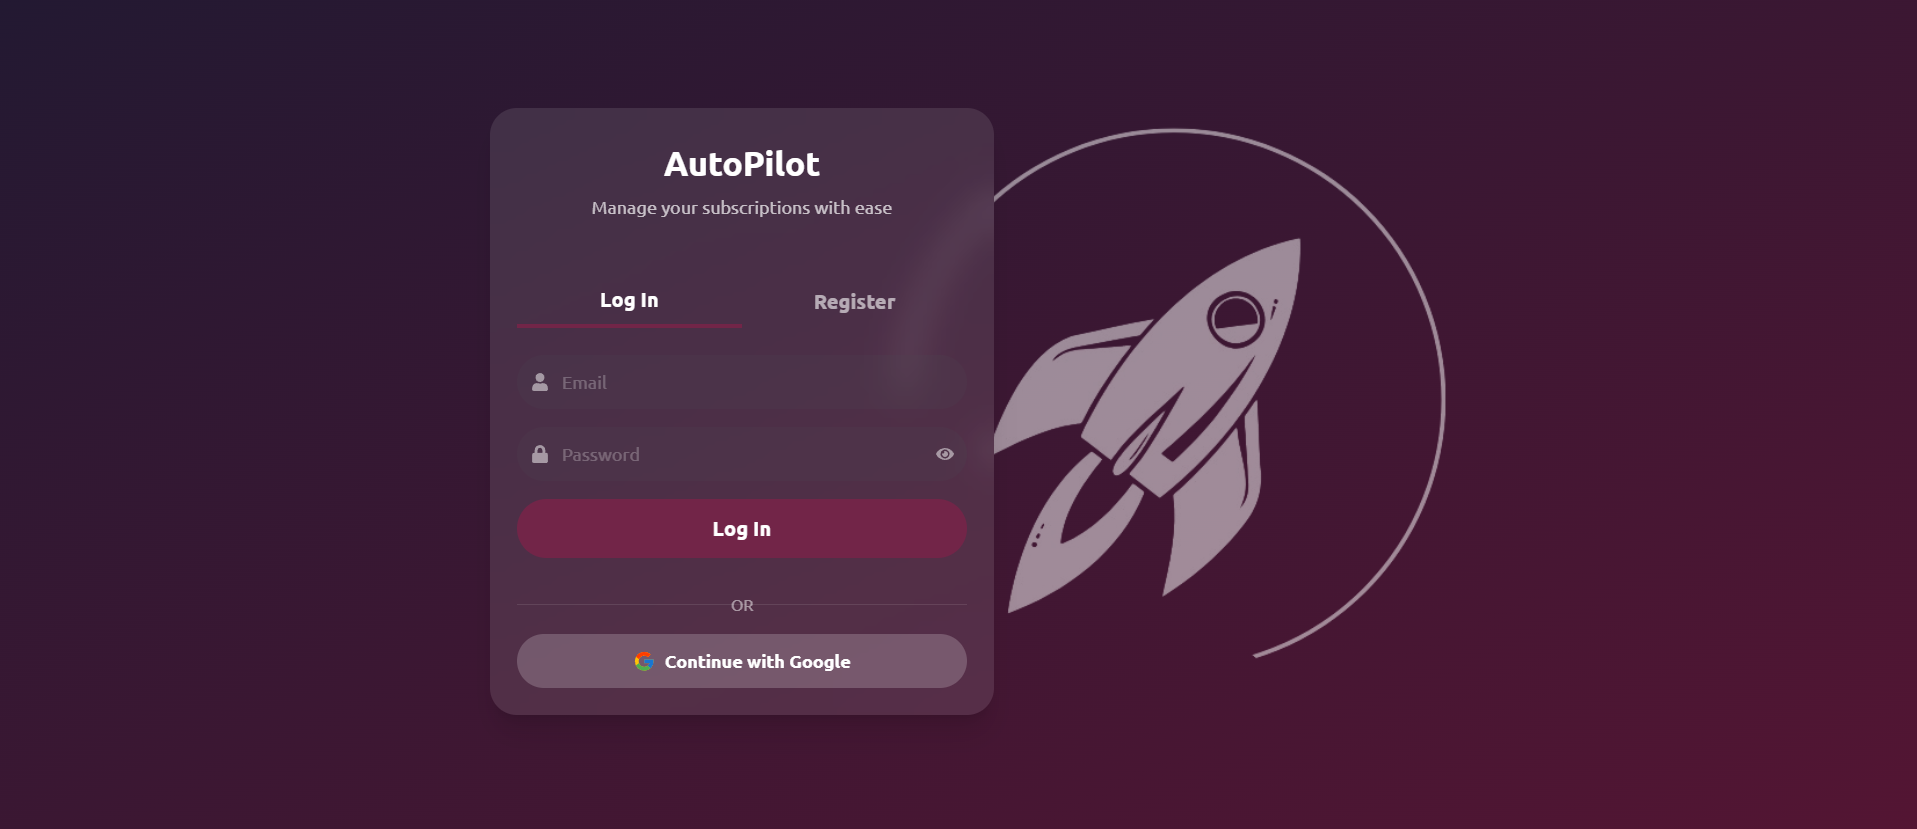 AutoPilot
Manage your subscriptions with ease
Log In
Register
Email
Password
Log In
OR
Continue with Google